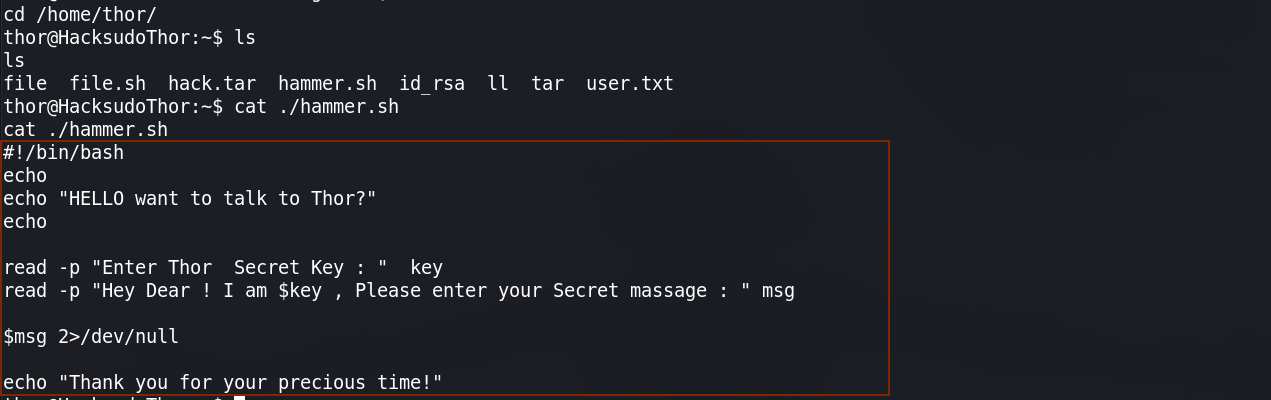 cd /home/thor/
thor@HacksudoThor:~$ ls
ls
file  file.sh  hack.tar  hammer.sh  id_rsa  ll  tar  user.txt
thor@HacksudoThor:~$ cat ./hammer.sh
cat ./hammer.sh
#!/bin/bash
echo
echo "HELLO want to talk to Thor?"
echo
read -p "Enter Thor  Secret Key : "  key
read -p "Hey Dear ! I am $key , Please enter your Secret massage : " msg
$msg 2>/dev/null
echo "Thank you for your precious time!"